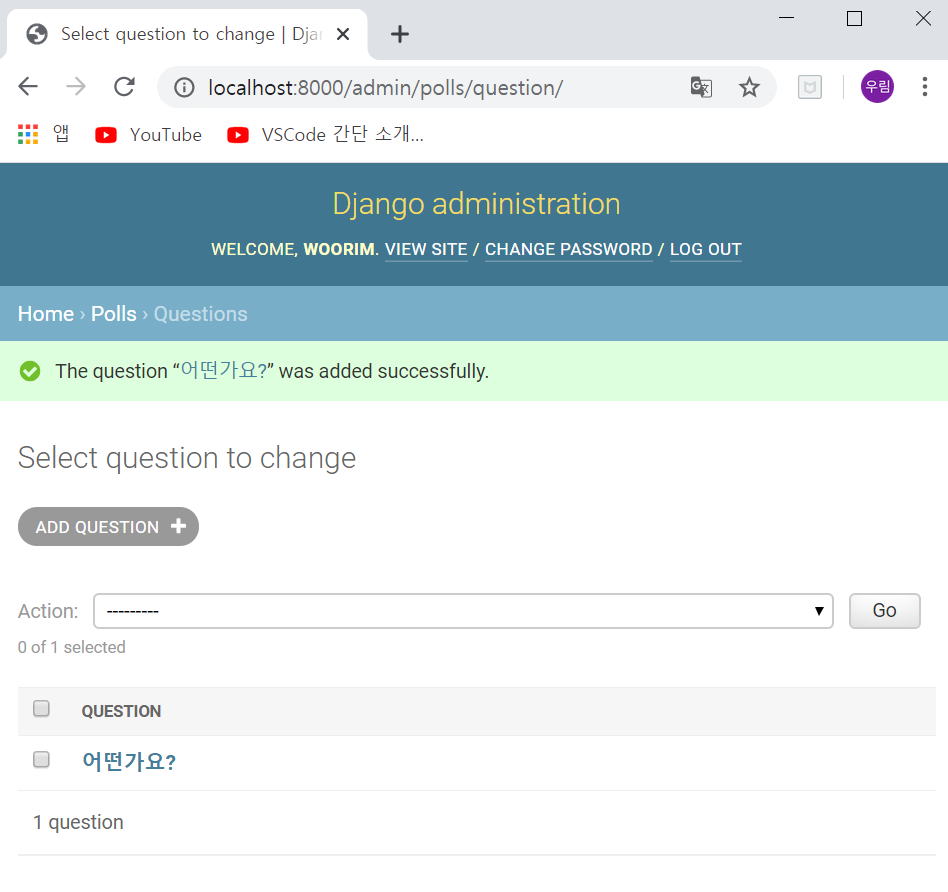 Select question to change | Djan
localhost:8000/admin/polls/question/
우림
앱 YouTube VSCode 간단 소개...
Django administration
WELCOME, WOORIM. VIEW SITE / CHANGE PASSWORD / LOG OUT
Home › Polls › Questions
The question “어떤가요?” was added successfully.
Select question to change
ADD QUESTION +
Action: --------- Go
0 of 1 selected
QUESTION
어떤가요?
1 question